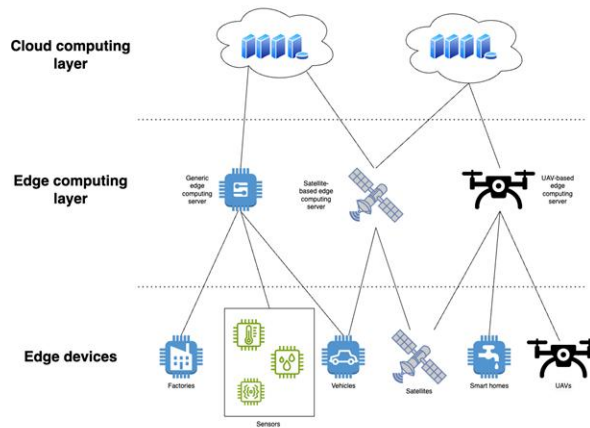 Cloud computing
layer
Edge computing
layer
Generic
edge
computing
server
Satellite-
based edge
computing
server
UAV-based
edge
computing
server
Edge devices
Factories
Sensors
Vehicles
Satellites
Smart homes
UAVs